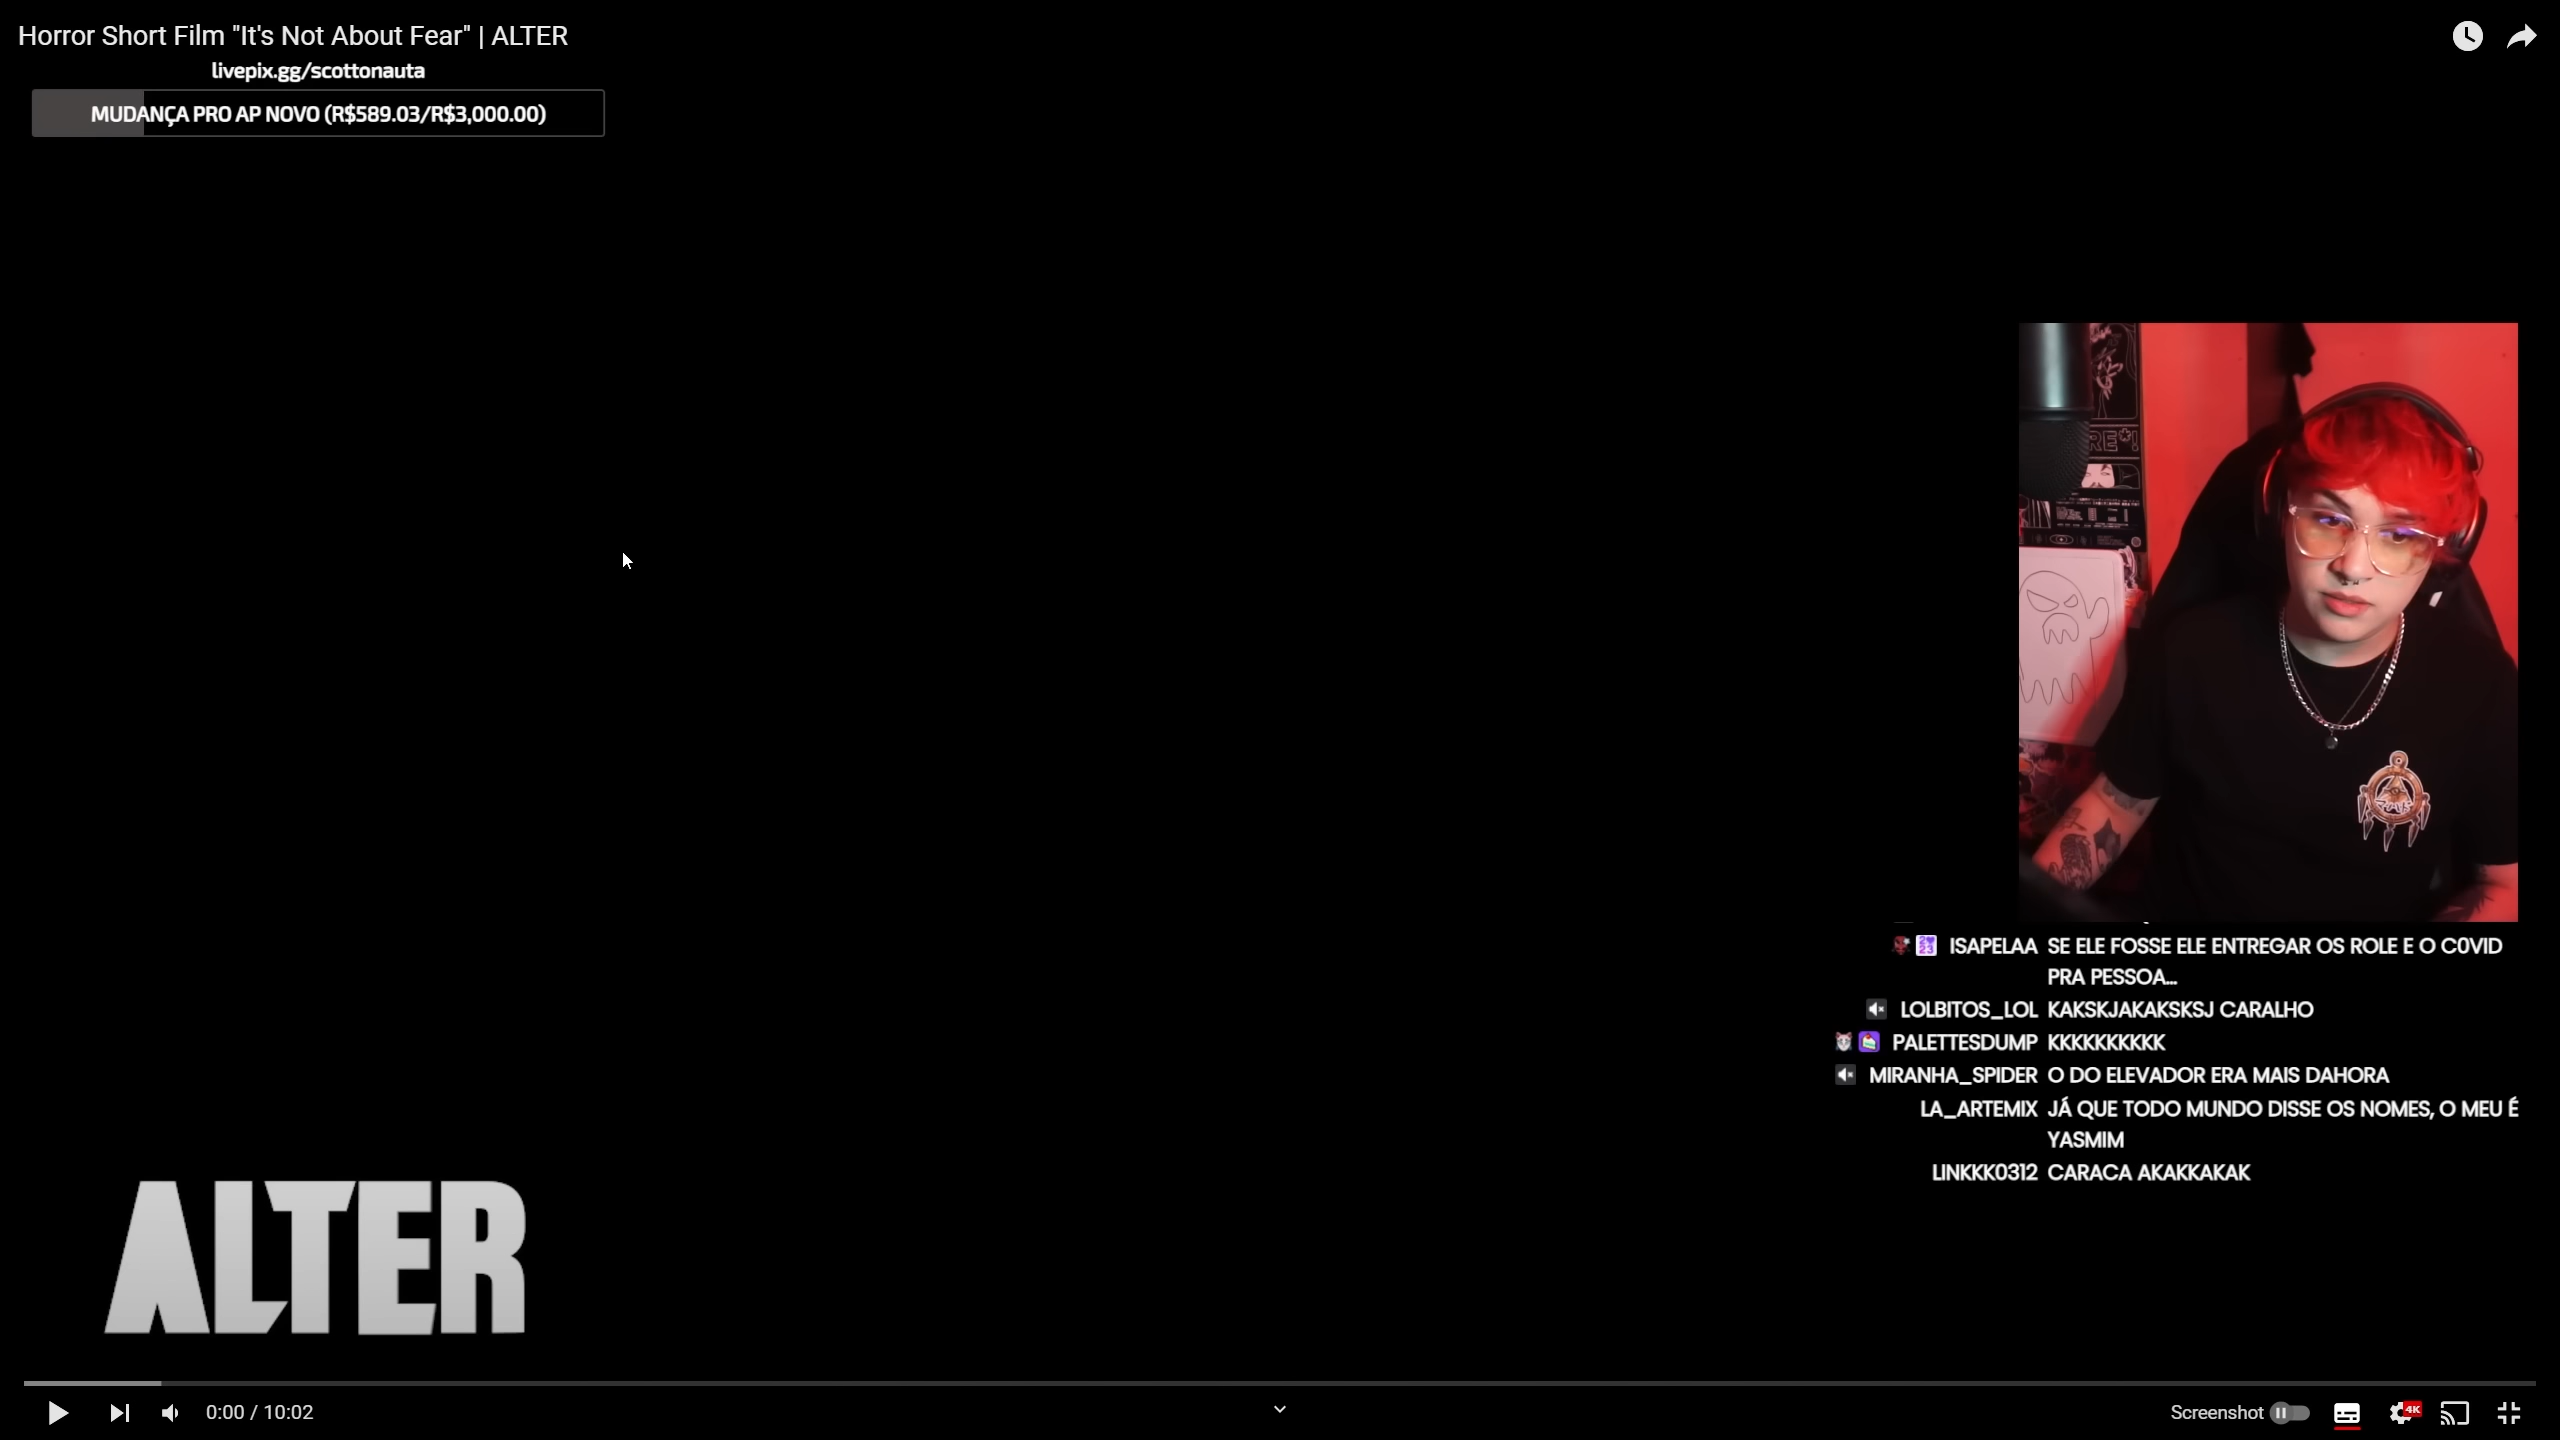 Horror Short Film "It's Not About Fear" | ALTER
livepix.gg/scottonauta
MUDANÇA PRO AP NOVO (R$589.03/R$3,000.00)
RE*!
ISAPELAA SE ELE FOSSE ELE ENTREGAR OS ROLE E O C0VID
PRA PESSOA...
LOLBITOS_LOL KAKSKJAKAKSKSJ CARALHO
PALETTESDUMP KKKKKKKKKK
MIRANHA_SPIDER O DO ELEVADOR ERA MAIS DAHORA
LA_ARTEMIX JÁ QUE TODO MUNDO DISSE OS NOMES, O MEU É
YASMIM
LINKKK0312 CARACA AKAKKAKAK
ALTER
0:00 / 10:02
Screenshot
4K